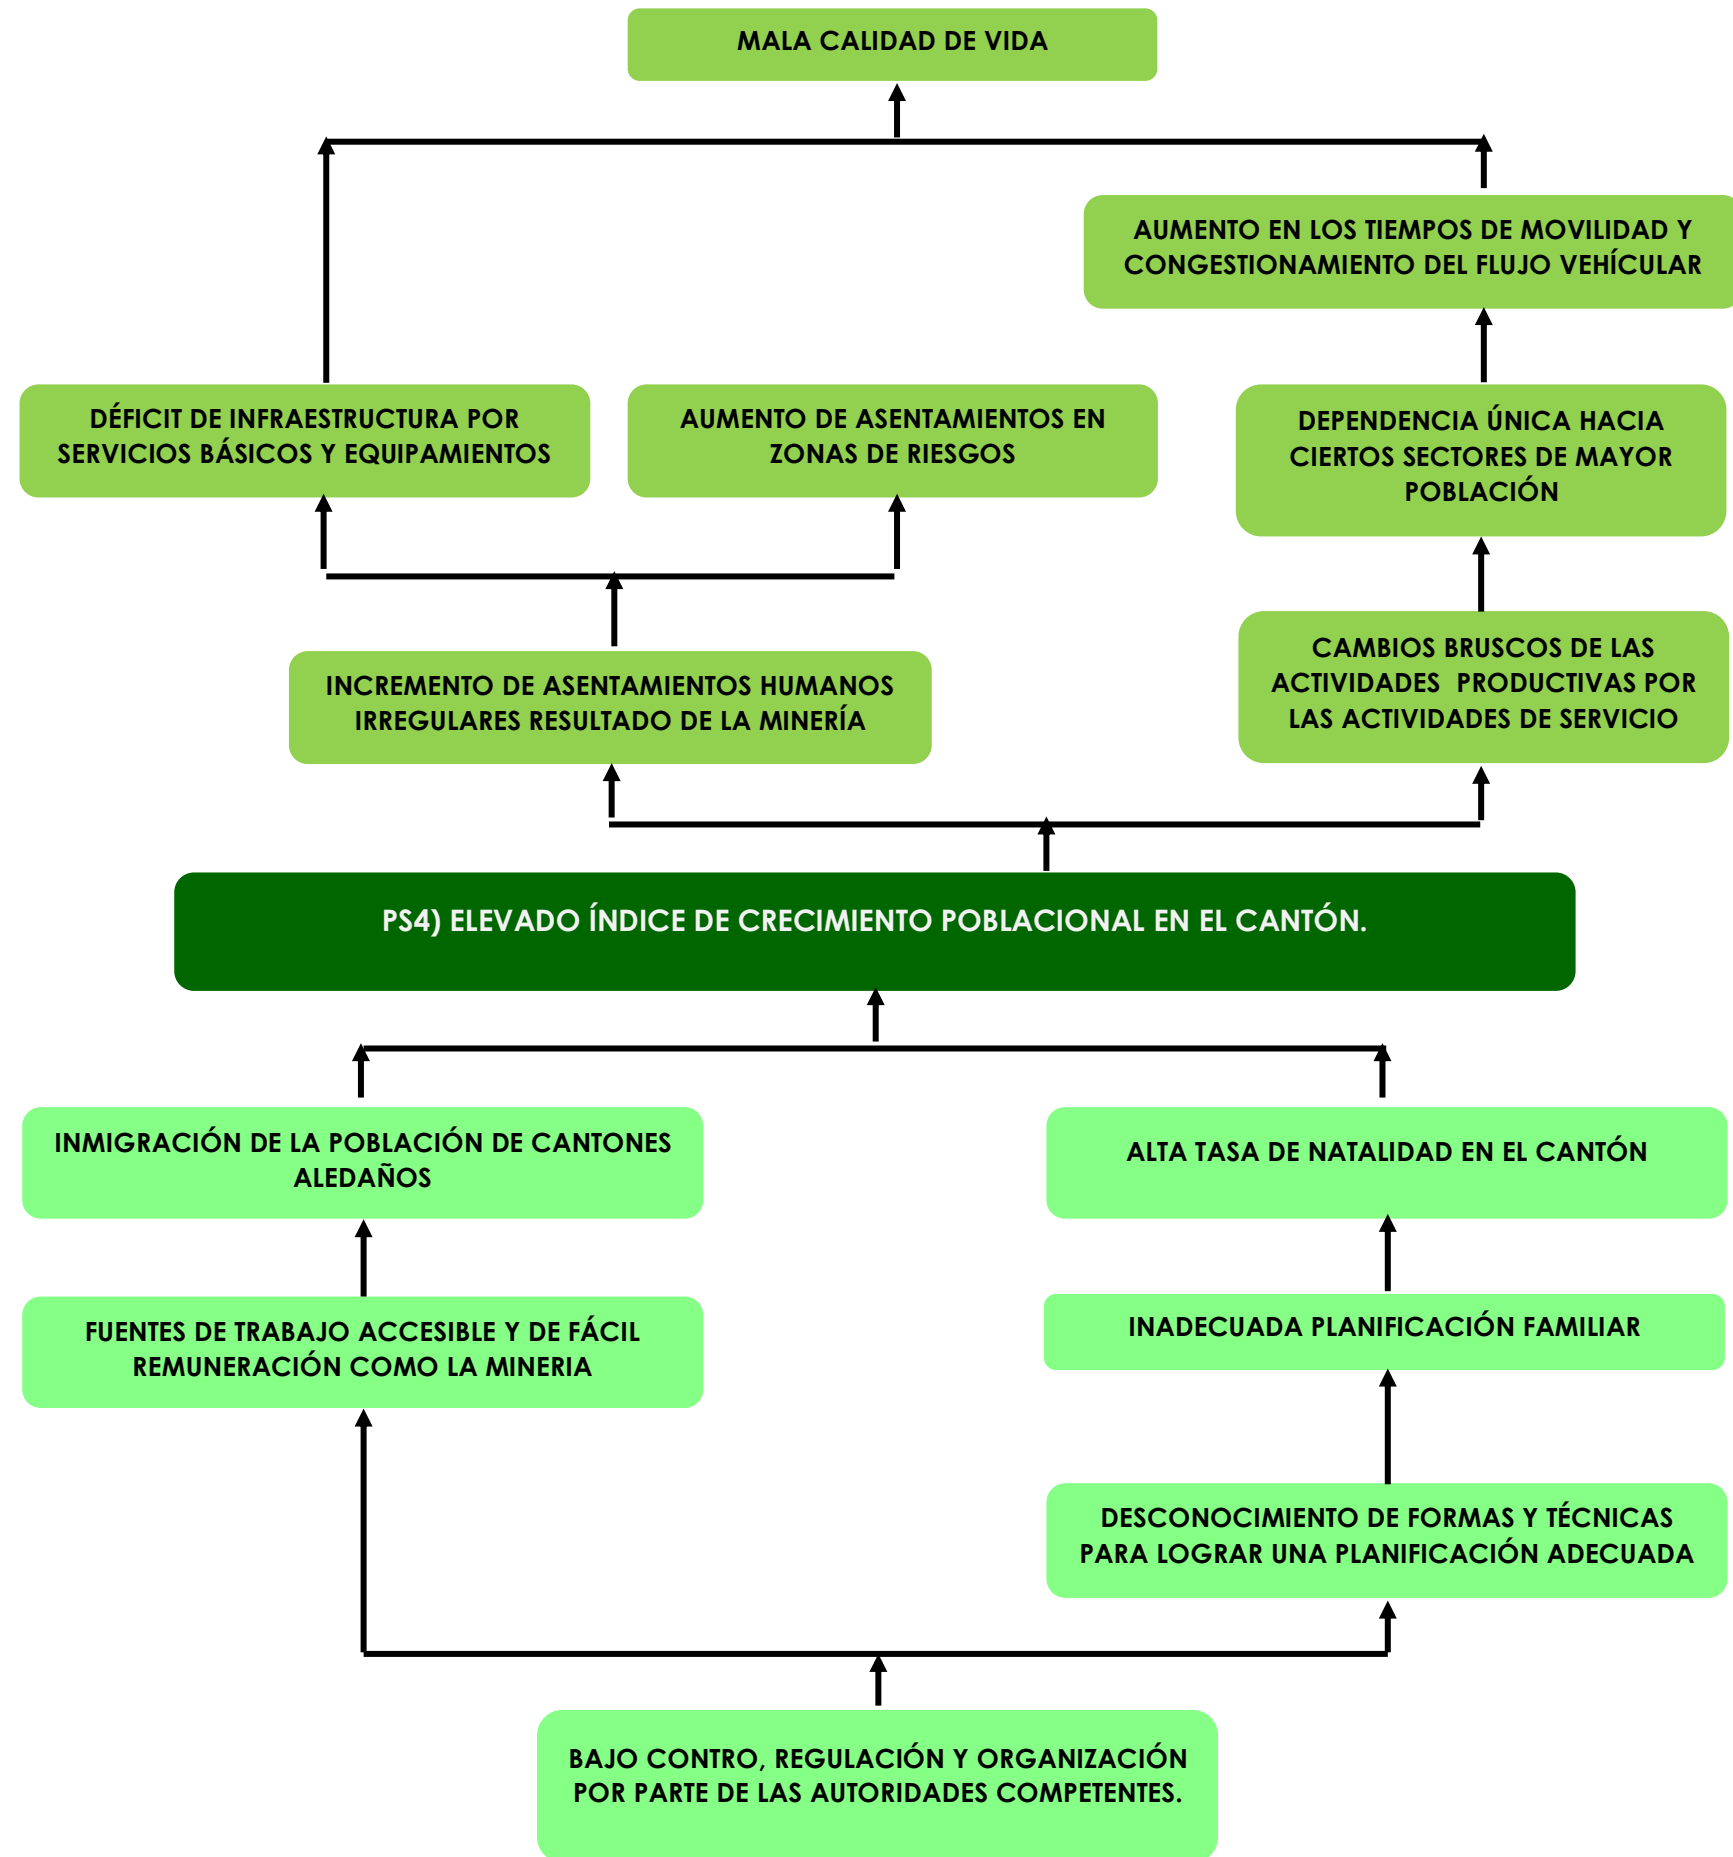 MALA CALIDAD DE VIDA
AUMENTO EN LOS TIEMPOS DE MOVILIDAD Y
CONGESTIONAMIENTO DEL FLUJO VEHÍCULAR
DÉFICIT DE INFRAESTRUCTURA POR
SERVICIOS BÁSICOS Y EQUIPAMIENTOS
AUMENTO DE ASENTAMIENTOS EN
ZONAS DE RIESGOS
DEPENDENCIA ÚNICA HACIA
CIERTOS SECTORES DE MAYOR
POBLACIÓN
INCREMENTO DE ASENTAMIENTOS HUMANOS
IRREGULARES RESULTADO DE LA MINERÍA
CAMBIOS BRUSCOS DE LAS
ACTIVIDADES  PRODUCTIVAS POR
LAS ACTIVIDADES DE SERVICIO
PS4) ELEVADO ÍNDICE DE CRECIMIENTO POBLACIONAL EN EL CANTÓN.
INMIGRACIÓN DE LA POBLACIÓN DE CANTONES
ALEDAÑOS
ALTA TASA DE NATALIDAD EN EL CANTÓN
FUENTES DE TRABAJO ACCESIBLE Y DE FÁCIL
REMUNERACIÓN COMO LA MINERIA
INADECUADA PLANIFICACIÓN FAMILIAR
DESCONOCIMIENTO DE FORMAS Y TÉCNICAS
PARA LOGRAR UNA PLANIFICACIÓN ADECUADA
BAJO CONTRO, REGULACIÓN Y ORGANIZACIÓN
POR PARTE DE LAS AUTORIDADES COMPETENTES.